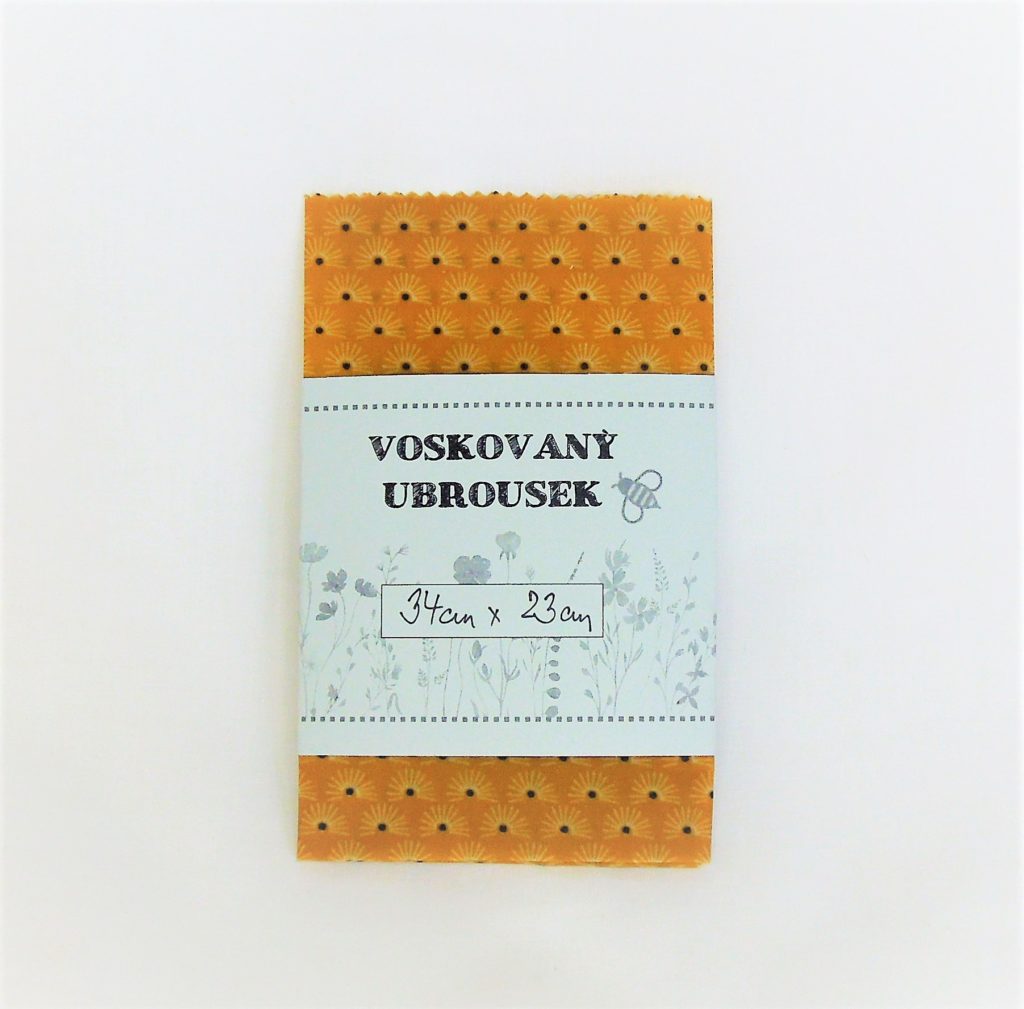 VOSKOVANÝ
UBROUSEK
34cm x 23cm